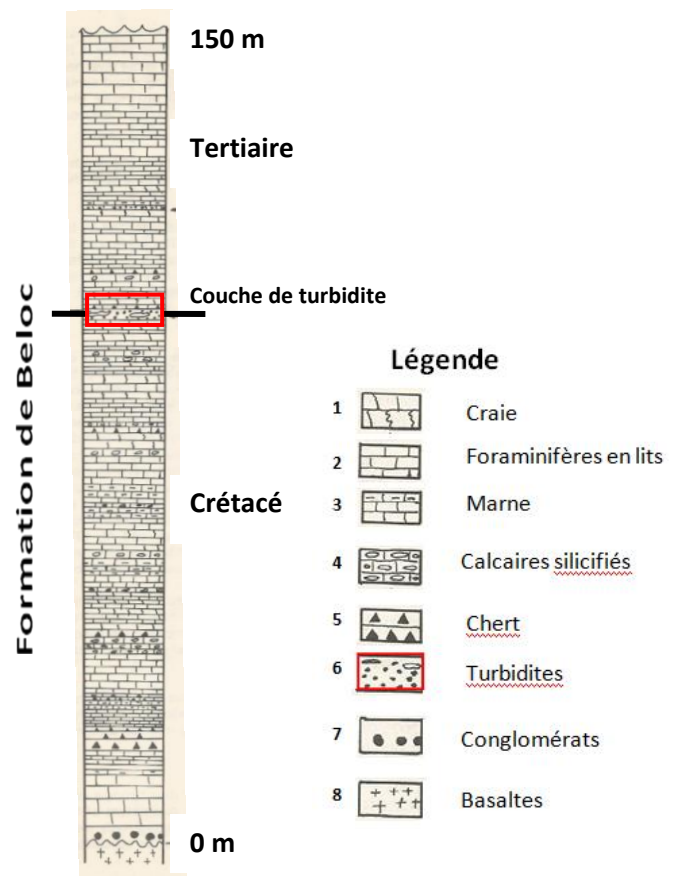 150 m
Tertiaire
Couche de turbidite
Formation de Beloc
Légende
1 Craie
2 Foraminifères en lits
3 Marne
Crétacé
4 Calcaires silicifiés
5 Chert
6 Turbidites
7 Conglomérats
8 Basaltes
0 m